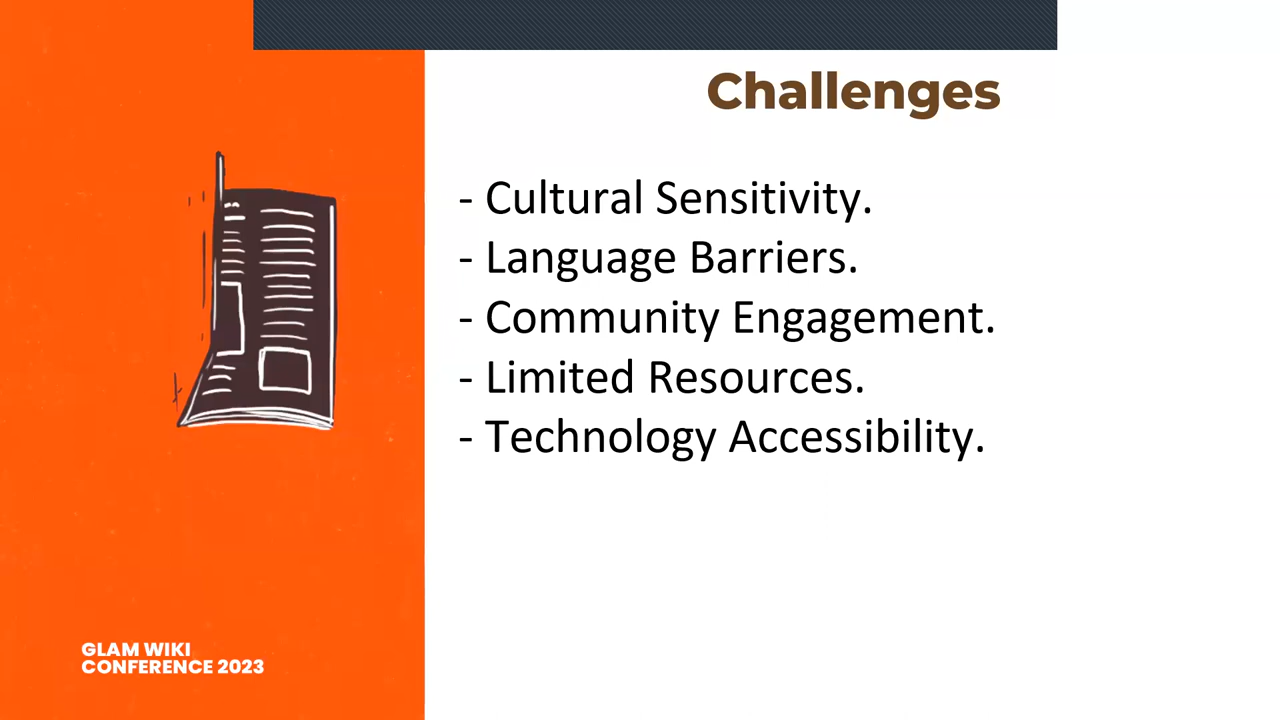 Challenges
- Cultural Sensitivity.
- Language Barriers.
- Community Engagement.
- Limited Resources.
- Technology Accessibility.
GLAM WIKI
CONFERENCE 2023